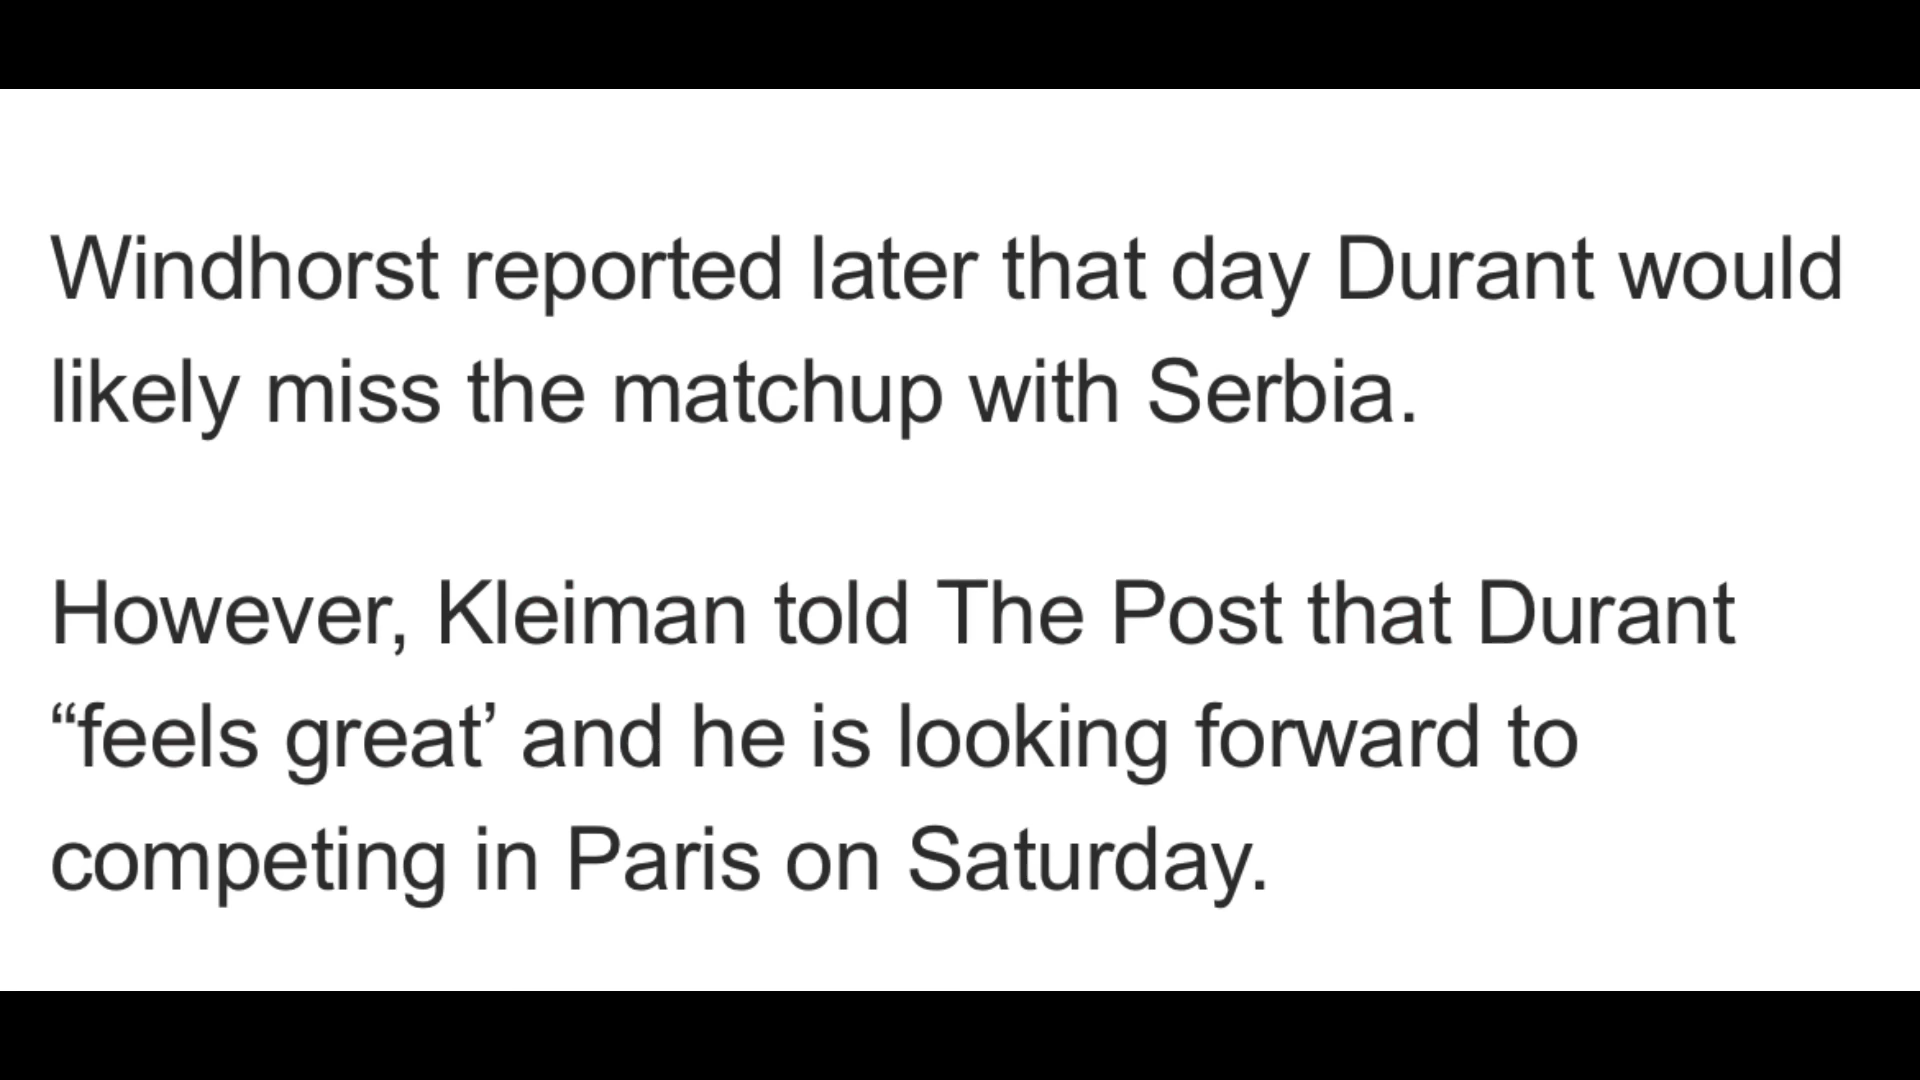 Windhorst reported later that day Durant would
likely miss the matchup with Serbia.
However, Kleiman told The Post that Durant
“feels great’ and he is looking forward to
competing in Paris on Saturday.